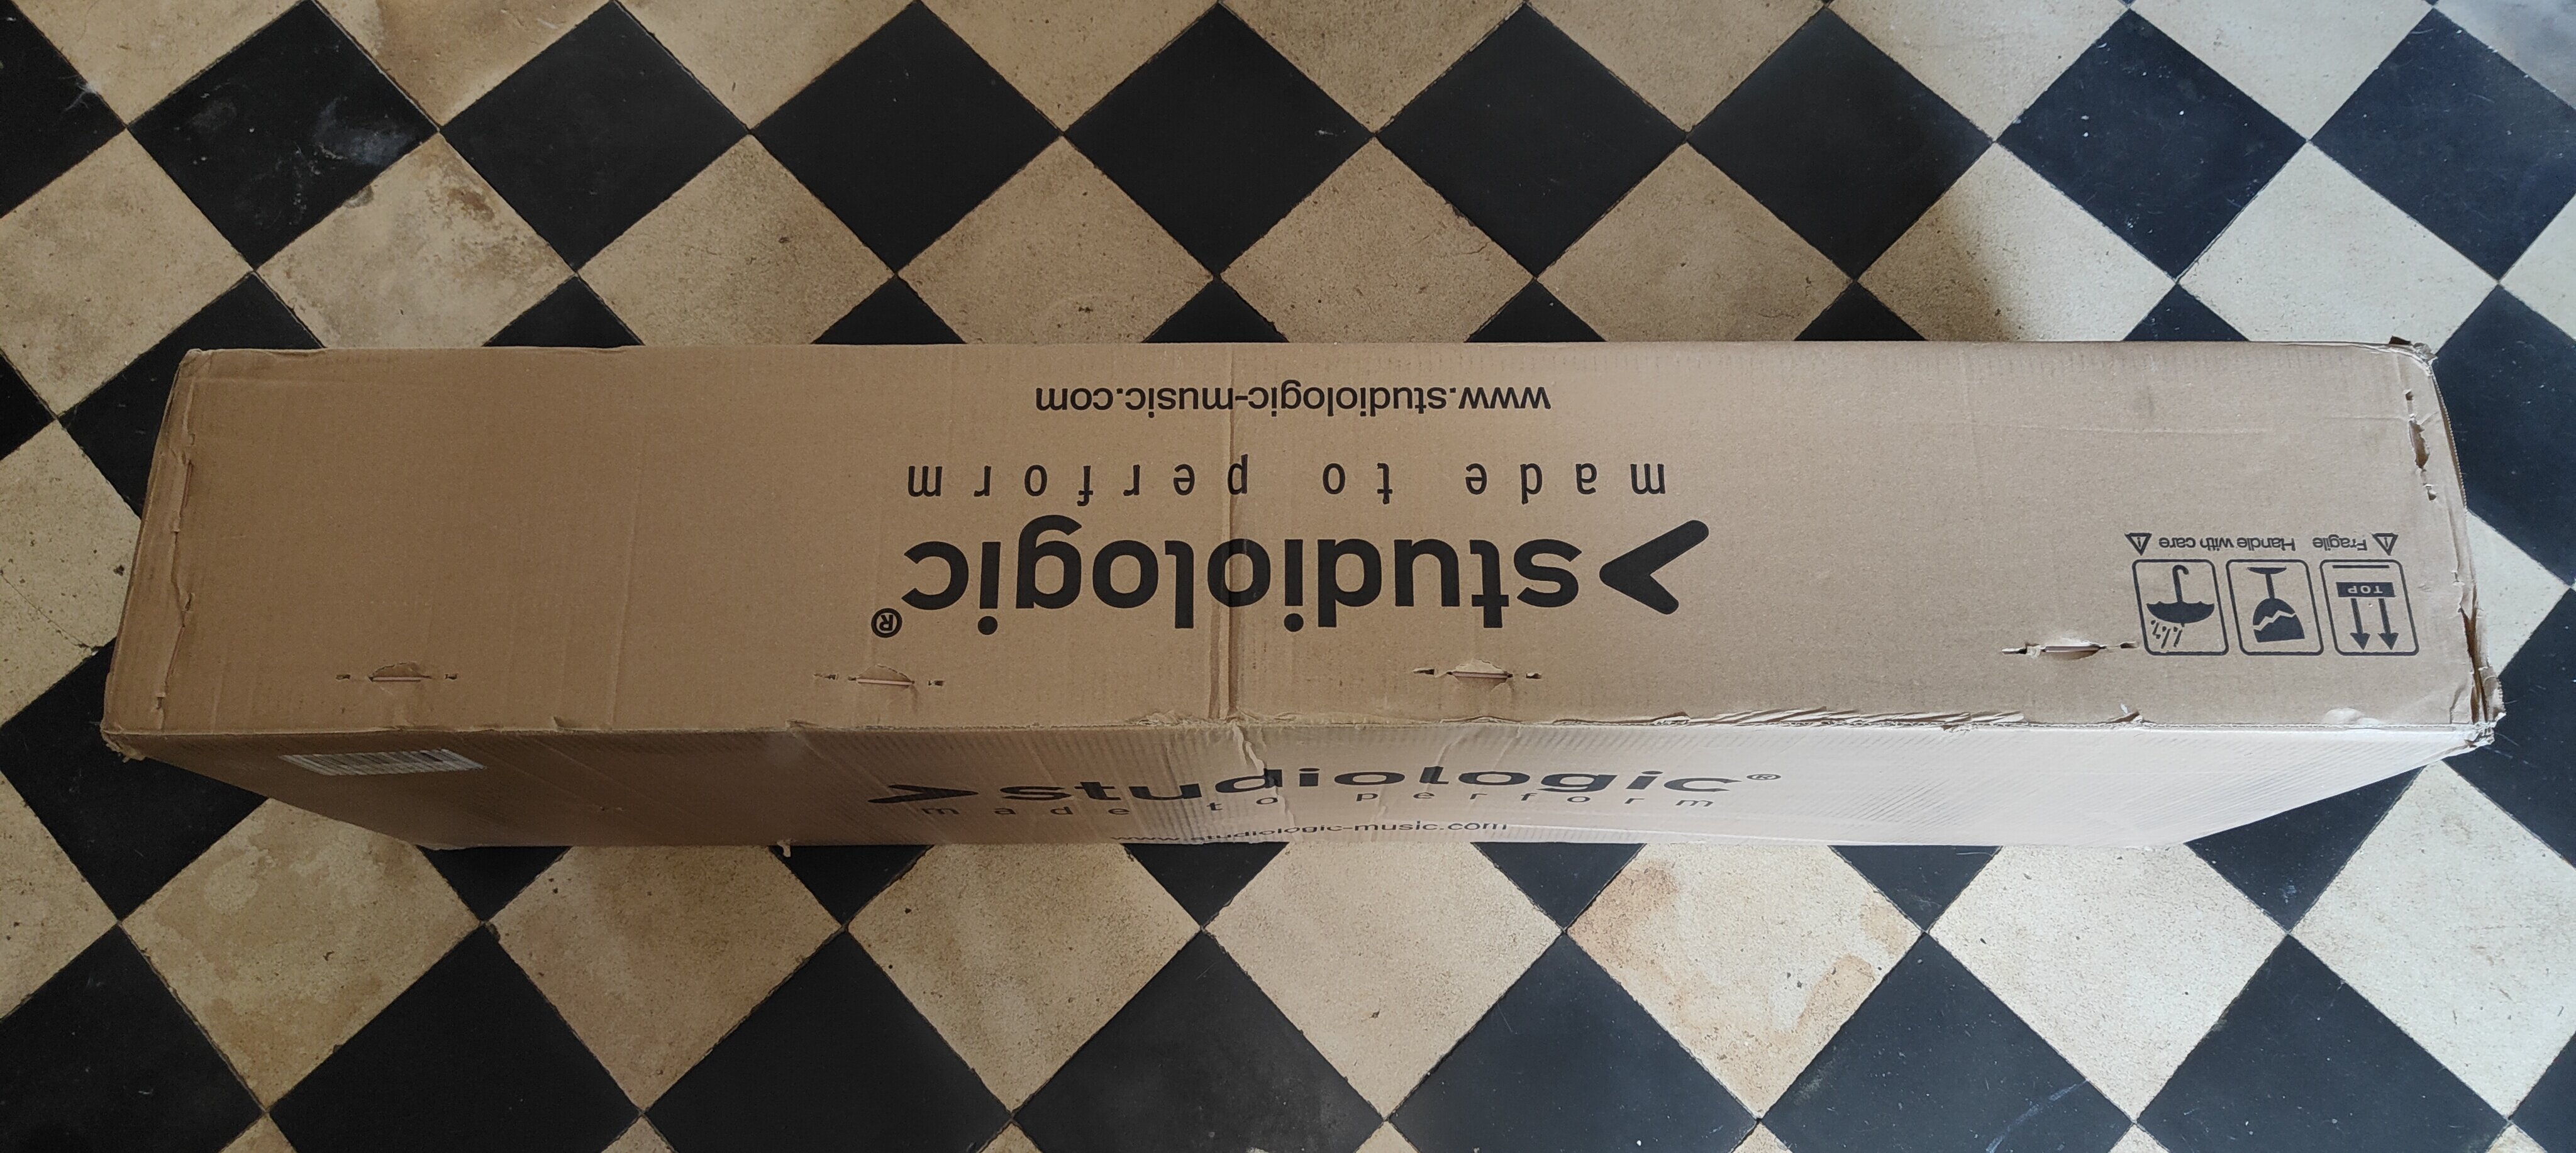 >studiologic®
made to perform
www.studiologic-music.com
TOP
Fragile Handle with care
>studiologic®
made to perform
www.studiologic-music.com